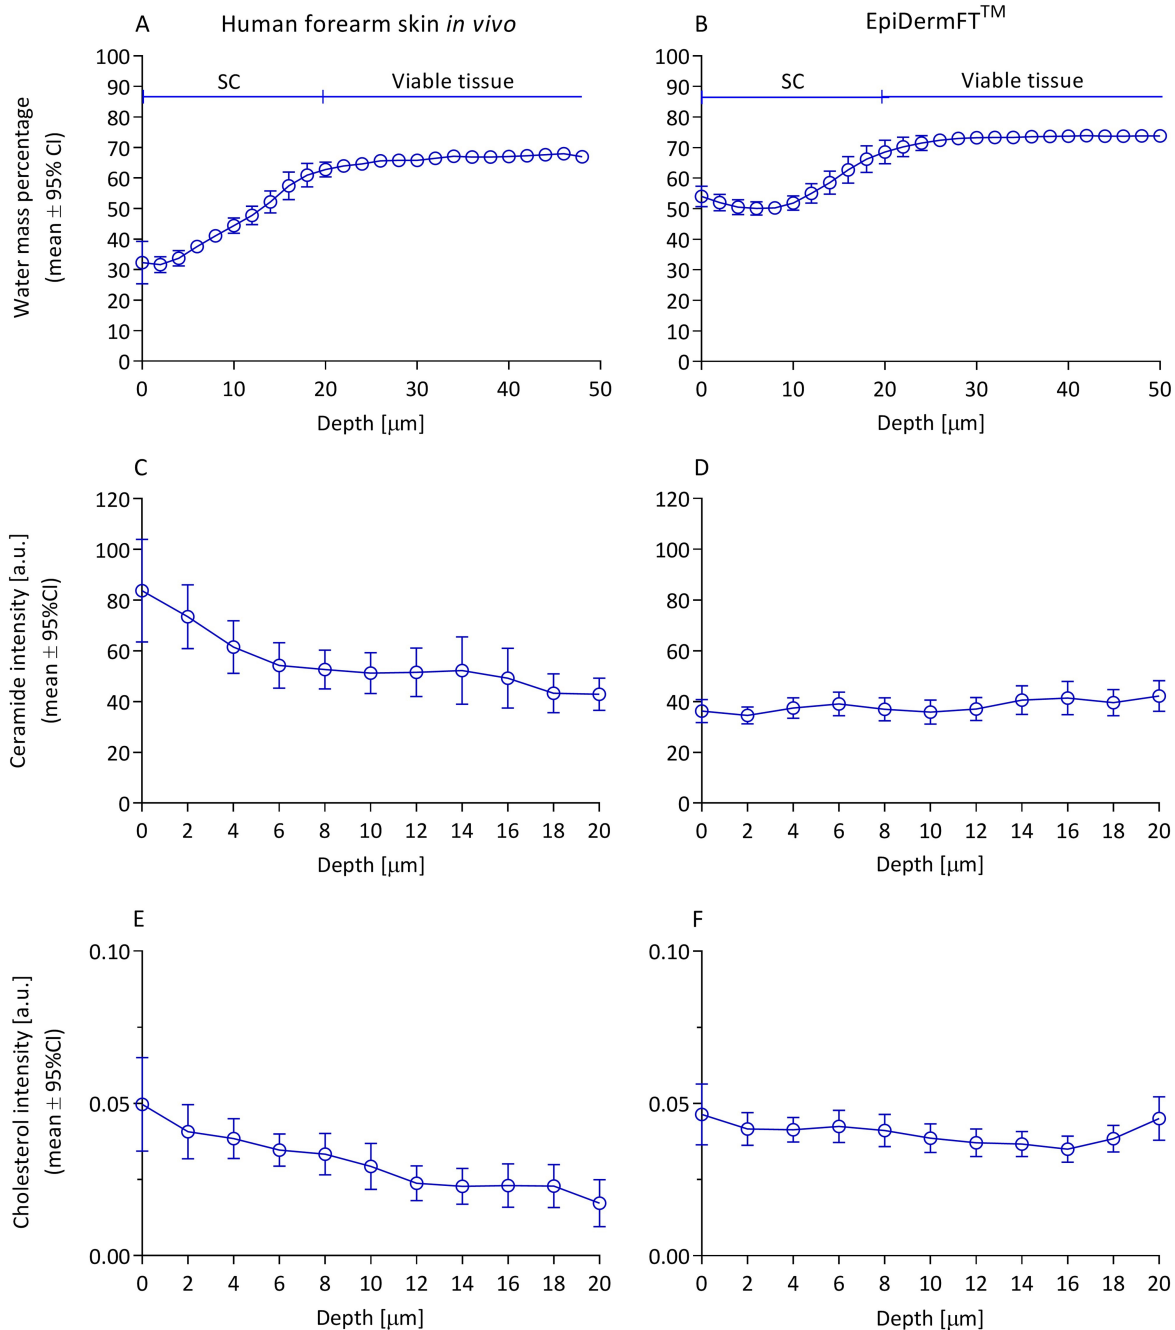 A
Human forearm skin in vivo
B
EpiDermFT™
Water mass percentage
(mean ± 95% CI)
100
90
80
70
60
50
40
30
20
10
0
SC
Viable tissue
0 10 20 30 40 50
Depth [µm]
100
90
80
70
60
50
40
30
20
10
0
SC
Viable tissue
0 10 20 30 40 50
Depth [µm]
C
Ceramide intensity [a.u.]
(mean ± 95%CI)
120
100
80
60
40
20
0
0 2 4 6 8 10 12 14 16 18 20
Depth [µm]
D
120
100
80
60
40
20
0
0 2 4 6 8 10 12 14 16 18 20
Depth [µm]
E
Cholesterol intensity [a.u.]
(mean ± 95%CI)
0.10
0.05
0.00
0 2 4 6 8 10 12 14 16 18 20
Depth [µm]
F
0.10
0.05
0.00
0 2 4 6 8 10 12 14 16 18 20
Depth [µm]